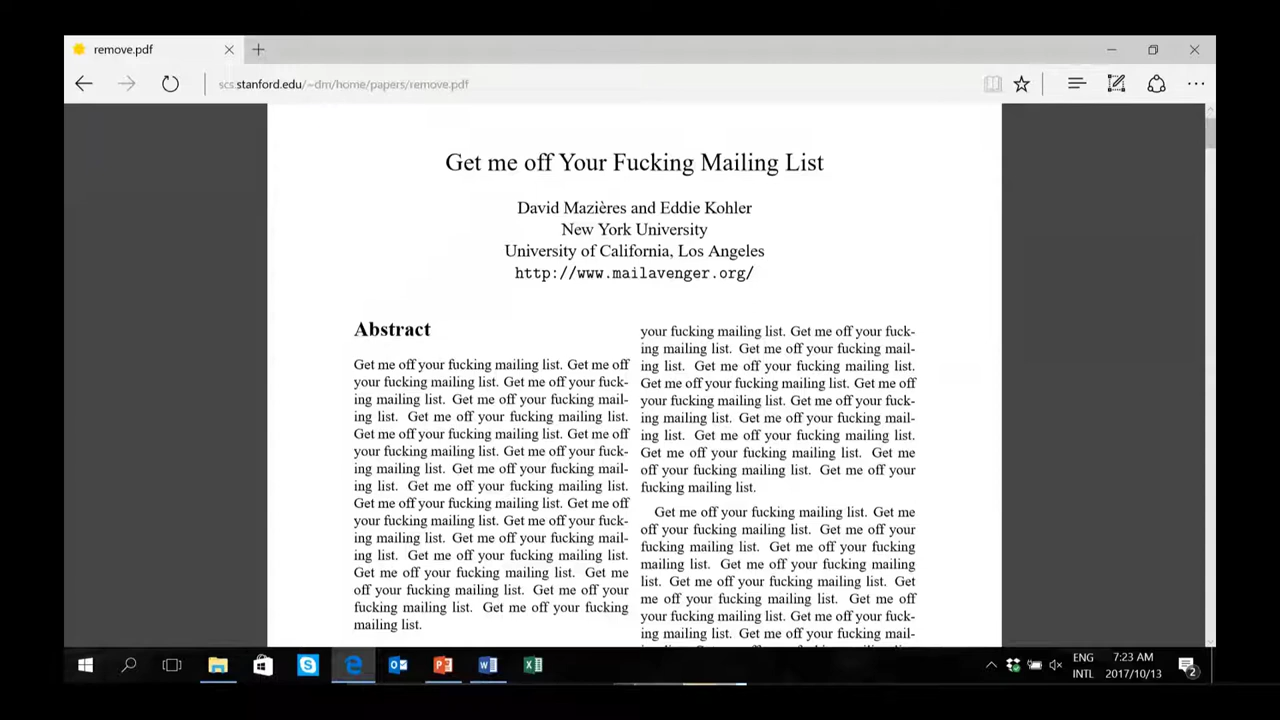 remove.pdf
scs.stanford.edu/~dm/home/papers/remove.pdf
Get me off Your Fucking Mailing List
David Mazières and Eddie Kohler
New York University
University of California, Los Angeles
http://www.mailavenger.org/
Abstract
Get me off your fucking mailing list. Get me off
your fucking mailing list. Get me off your fuck-
ing mailing list. Get me off your fucking mail-
ing list. Get me off your fucking mailing list.
Get me off your fucking mailing list. Get me off
your fucking mailing list. Get me off your fuck-
ing mailing list. Get me off your fucking mail-
ing list. Get me off your fucking mailing list.
Get me off your fucking mailing list. Get me off
your fucking mailing list. Get me off your fuck-
ing mailing list. Get me off your fucking mail-
ing list. Get me off your fucking mailing list.
Get me off your fucking mailing list. Get me
off your fucking mailing list. Get me off your
fucking mailing list. Get me off your fucking
mailing list.
your fucking mailing list. Get me off your fuck-
ing mailing list. Get me off your fucking mail-
ing list. Get me off your fucking mailing list.
Get me off your fucking mailing list. Get me off
your fucking mailing list. Get me off your fuck-
ing mailing list. Get me off your fucking mail-
ing list. Get me off your fucking mailing list.
Get me off your fucking mailing list. Get me
off your fucking mailing list. Get me off your
fucking mailing list.
Get me off your fucking mailing list. Get me
off your fucking mailing list. Get me off your
fucking mailing list. Get me off your fucking
mailing list. Get me off your fucking mailing
list. Get me off your fucking mailing list. Get
me off your fucking mailing list. Get me off
your fucking mailing list. Get me off your fuck-
ing mailing list. Get me off your fucking mail-
ENG
7:23 AM
INTL
2017/10/13
2